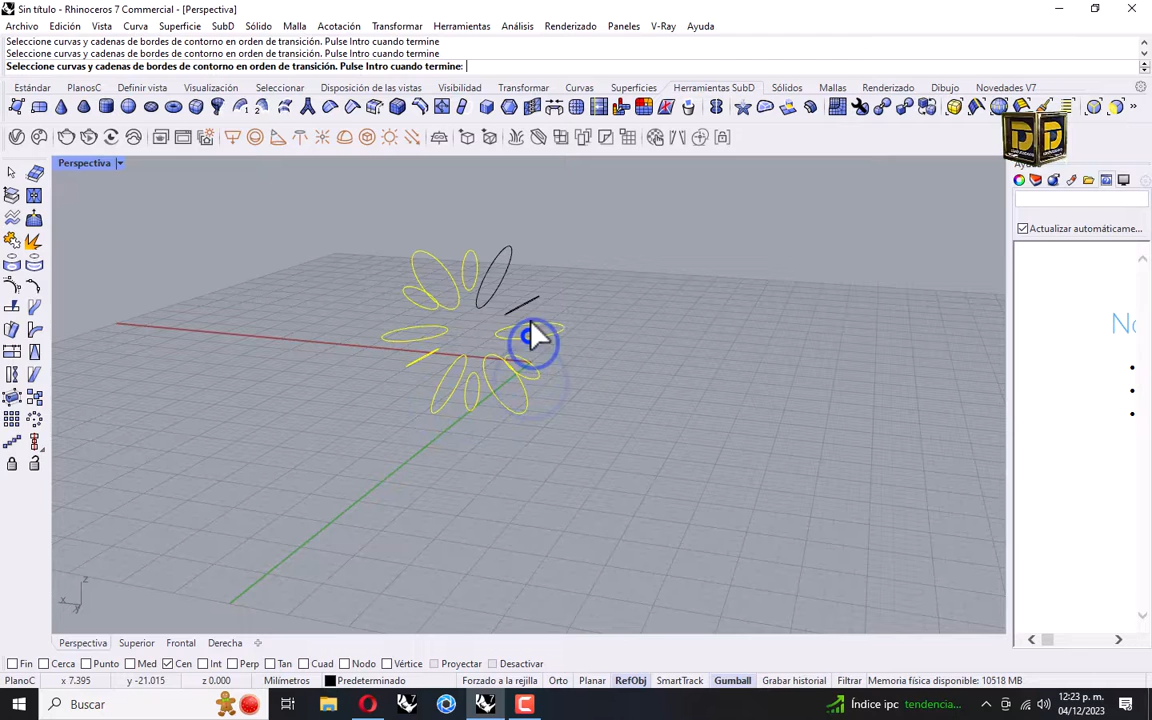 Sin título - Rhinoceros 7 Commercial - [Perspectiva]
Archivo Edición Vista Curva Superficie SubD Sólido Malla Acotación Transformar Herramientas Análisis Renderizado Paneles V-Ray Ayuda
Seleccione curvas y cadenas de bordes de contorno en orden de transición. Pulse Intro cuando termine
Seleccione curvas y cadenas de bordes de contorno en orden de transición. Pulse Intro cuando termine
Seleccione curvas y cadenas de bordes de contorno en orden de transición. Pulse Intro cuando termine:
Estándar PlanosC Definir vista Visualización Seleccionar Disposición de las vistas Visibilidad Transformar Curvas Superficies Herramientas SubD Sólidos Mallas Renderizado Dibujo Novedades V7
Perspectiva
Actualizar automáticame...
z
x
y
Perspectiva Superior Frontal Derecha
Fin Cerca Punto Med Cen Int Perp Tan Cuad Nodo Vértice Proyectar Desactivar
PlanoC x 7.395 y -21.015 z 0.000 Milímetros Predeterminado Forzado a la rejilla Orto Planar RefObj SmartTrack Gumball Grabar historial Filtrar Memoria física disponible: 10518 MB
Buscar
Índice ipc tendencia...
12:23 p. m.
04/12/2023